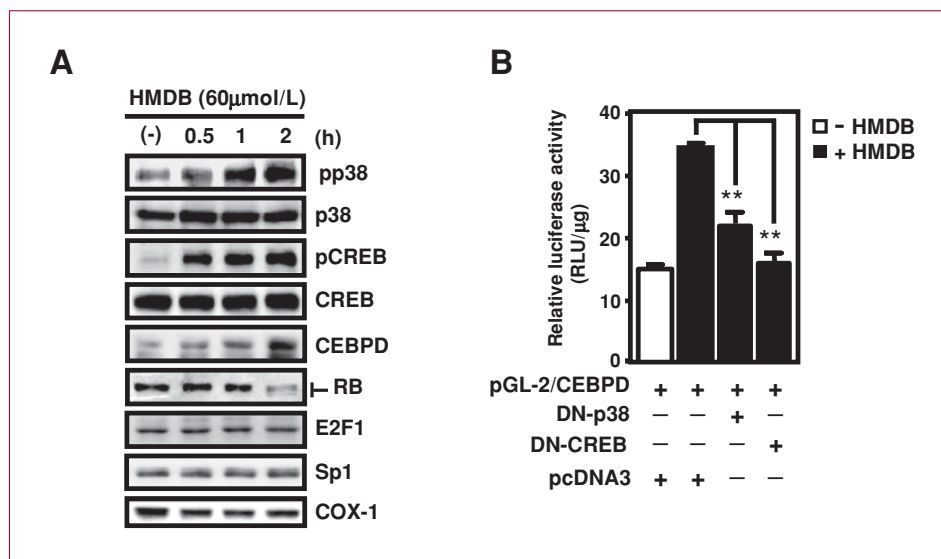 A
HMDB (60μmol/L)
(-) 0.5 1 2 (h)
pp38
p38
pCREB
CREB
CEBPD
RB
E2F1
Sp1
COX-1
B
Relative luciferase activity
(RLU/μg)
40
30
20
10
0
**
**
- HMDB
+ HMDB
pGL-2/CEBPD + + + +
DN-p38 – – + –
DN-CREB – – – +
pcDNA3 + + – –